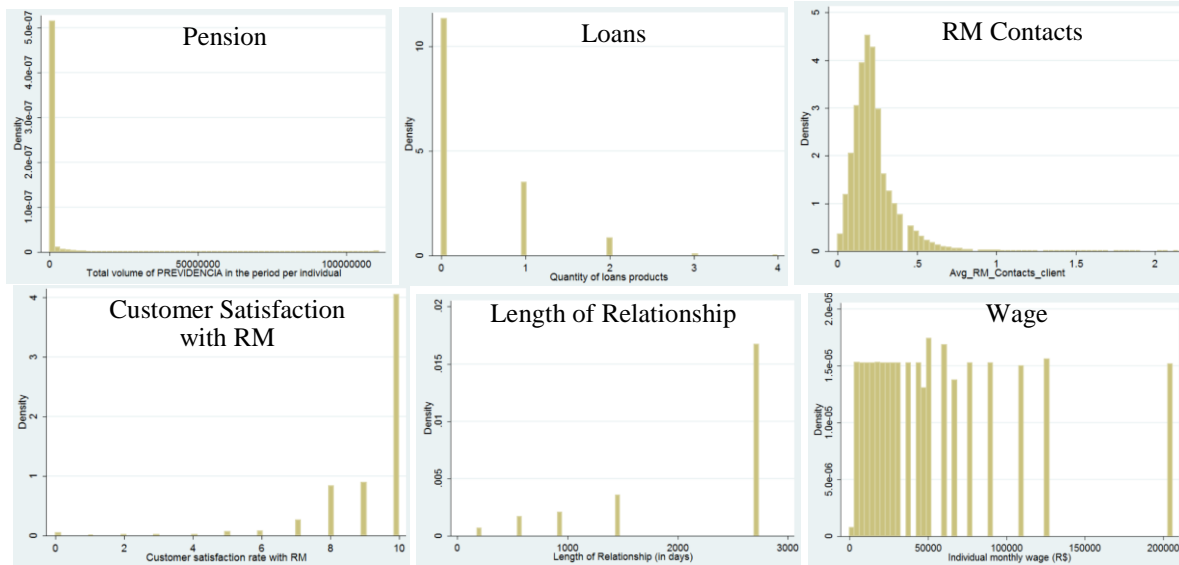 Pension
Density
5.0e-07
4.0e-07
3.0e-07
2.0e-07
1.0e-07
0
0 50000000 100000000
Total volume of PREVIDENCIA in the period per individual
Loans
Density
10
5
0
0 1 2 3 4
Quantity of loans products
RM Contacts
Density
5
4
3
2
1
0
0 .5 1 1.5 2
Avg_RM_Contacts_client
Customer Satisfaction
with RM
Density
4
3
2
1
0
0 2 4 6 8 10
Customer satisfaction rate with RM
Length of Relationship
Density
.02
.015
.01
.005
0
0 1000 2000 3000
Length of Relationship (in days)
Wage
Density
2.0e-05
1.5e-05
1.0e-05
5.0e-06
0
0 50000 100000 150000 200000
Individual monthly wage (R$)